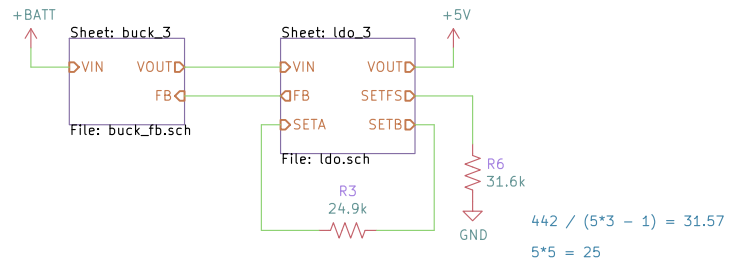 +BATT
+5V
Sheet: buck_3
Sheet: ldo_3
VIN
VOUT
VIN
VOUT
FB
FB
SETFS
SETA
SETB
File: buck_fb.sch
File: ldo.sch
R6
31.6k
R3
24.9k
GND
442 / (5*3 - 1) = 31.57
5*5 = 25